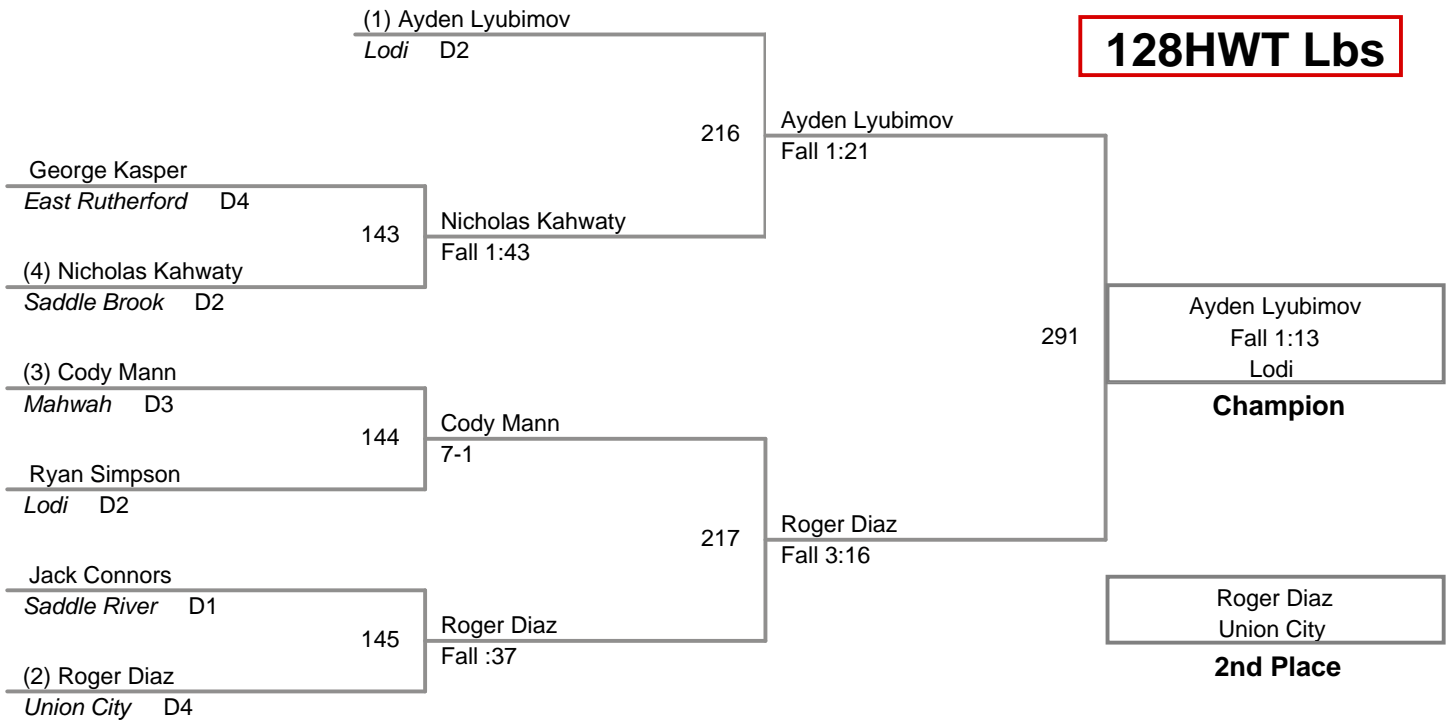 (1) Ayden Lyubimov
Lodi D2
128HWT Lbs
216
Ayden Lyubimov
Fall 1:21
George Kasper
East Rutherford D4
143
Nicholas Kahwaty
Fall 1:43
(4) Nicholas Kahwaty
Saddle Brook D2
291
Ayden Lyubimov
Fall 1:13
Lodi
Champion
(3) Cody Mann
Mahwah D3
144
Cody Mann
7-1
Ryan Simpson
Lodi D2
217
Roger Diaz
Fall 3:16
Jack Connors
Saddle River D1
145
Roger Diaz
Fall :37
(2) Roger Diaz
Union City D4
Roger Diaz
Union City
2nd Place